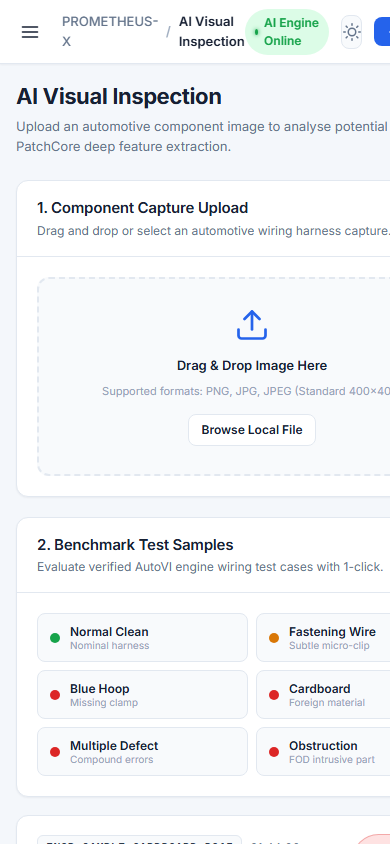 PROMETHEUS-X / AI Visual Inspection
AI Engine Online
AI Visual Inspection
Upload an automotive component image to analyse potential
PatchCore deep feature extraction.
1. Component Capture Upload
Drag and drop or select an automotive wiring harness capture.
Drag & Drop Image Here
Supported formats: PNG, JPG, JPEG (Standard 400×40
Browse Local File
2. Benchmark Test Samples
Evaluate verified AutoVI engine wiring test cases with 1-click.
Normal Clean
Nominal harness
Fastening Wire
Subtle micro-clip
Blue Hoop
Missing clamp
Cardboard
Foreign material
Multiple Defect
Compound errors
Obstruction
FOD intrusive part